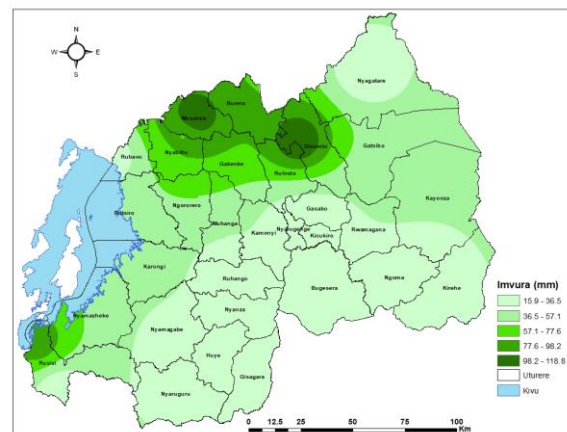 N
W E
S
Nyagatare
Burera
Musanze
Gicumbi
Rubavu
Nyabihu
Gakenke
Rulindo
Gatsibo
Rutsiro
Ngororero
Muhanga
Kamonyi
Gasabo
Nyarugenge
Kicukiro
Rwamagana
Kayonza
Karongi
Ruhango
Bugesera
Ngoma
Kirehe
Nyamasheke
Nyanza
Nyamagabe
Rusizi
Huye
Gisagara
Nyaruguru
Imvura (mm)
15.9 - 36.5
36.5 - 57.1
57.1 - 77.6
77.6 - 98.2
98.2 - 118.8
Uturere
Kivu
0 12.5 25 50 75 100
Km